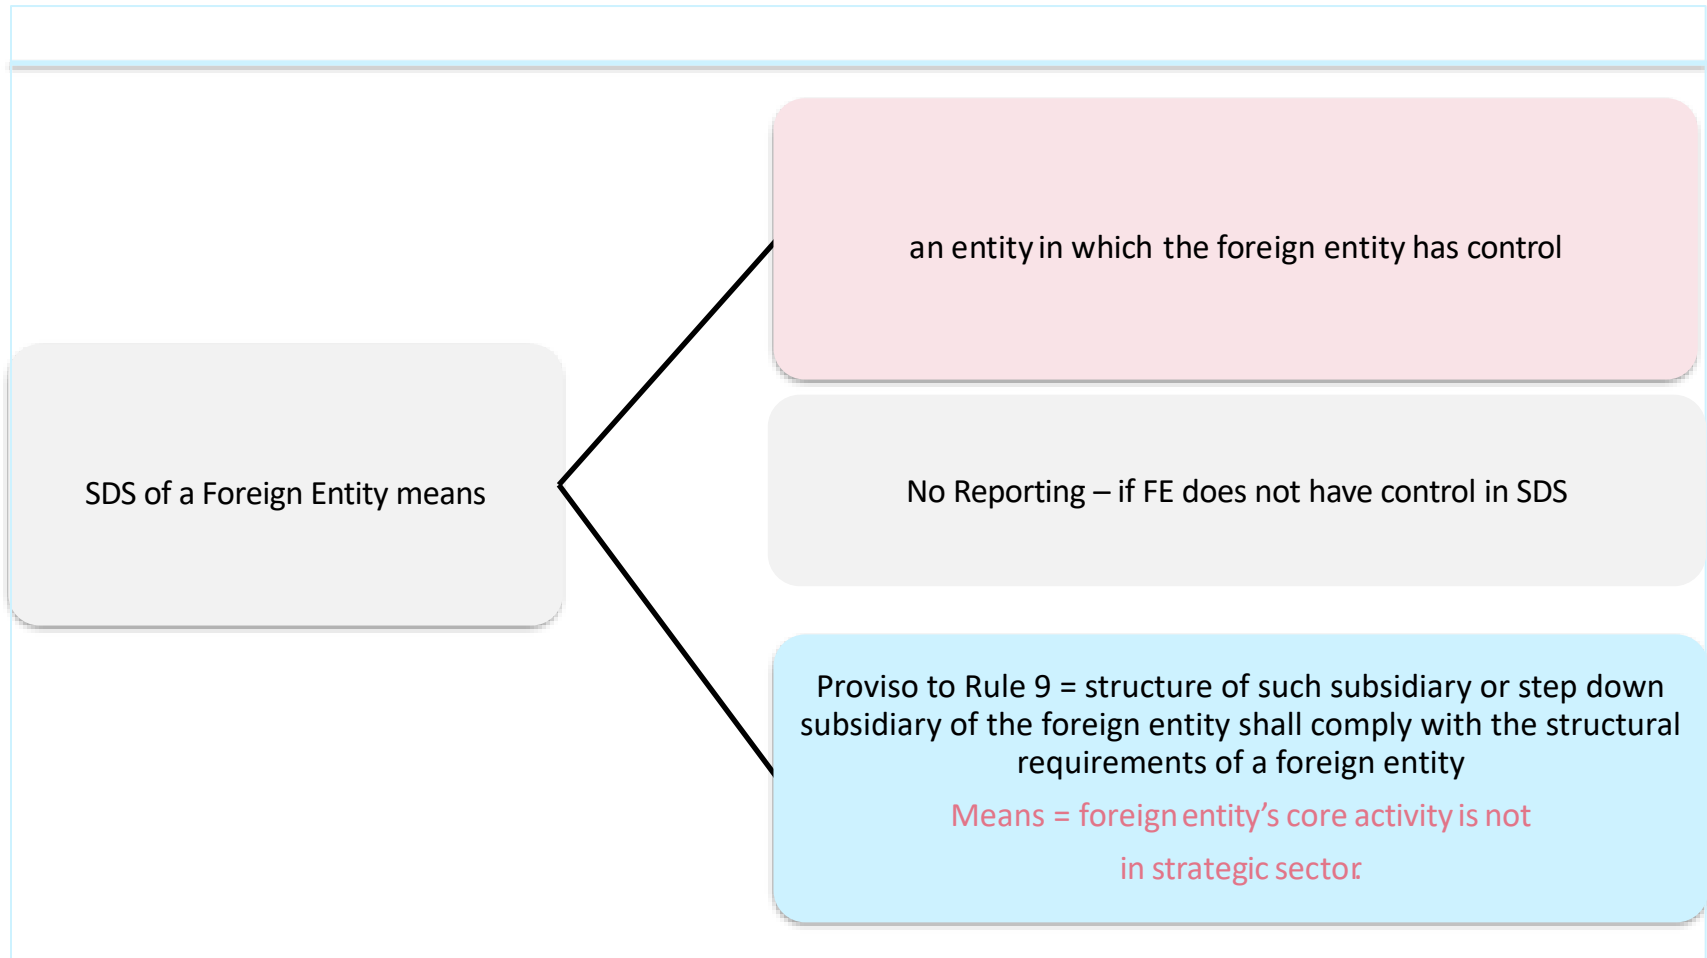 SDS of a Foreign Entity means
an entity in which the foreign entity has control
No Reporting – if FE does not have control in SDS
Proviso to Rule 9 = structure of such subsidiary or step down
subsidiary of the foreign entity shall comply with the structural
requirements of a foreign entity
Means = foreign entity’s core activity is not
in strategic sector.